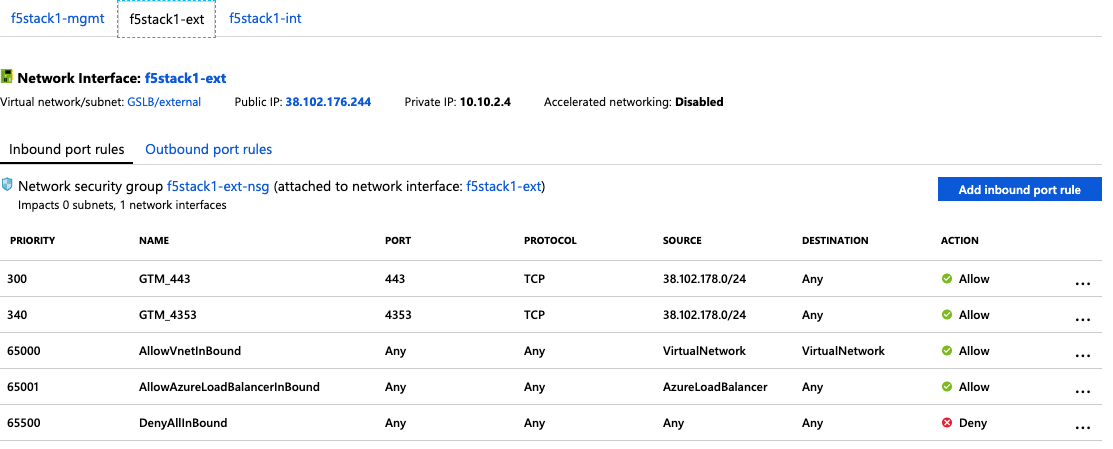 f5stack1-mgmt f5stack1-ext f5stack1-int
Network Interface: f5stack1-ext
Virtual network/subnet: GSLB/external Public IP: 38.102.176.244 Private IP: 10.10.2.4 Accelerated networking: Disabled
Inbound port rules Outbound port rules
Network security group f5stack1-ext-nsg (attached to network interface: f5stack1-ext)
Impacts 0 subnets, 1 network interfaces
Add inbound port rule
PRIORITY NAME PORT PROTOCOL SOURCE DESTINATION ACTION
300 GTM_443 443 TCP 38.102.178.0/24 Any Allow ...
340 GTM_4353 4353 TCP 38.102.178.0/24 Any Allow ...
65000 AllowVnetInBound Any Any VirtualNetwork VirtualNetwork Allow ...
65001 AllowAzureLoadBalancerInBound Any Any AzureLoadBalancer Any Allow ...
65500 DenyAllInBound Any Any Any Any Deny ...